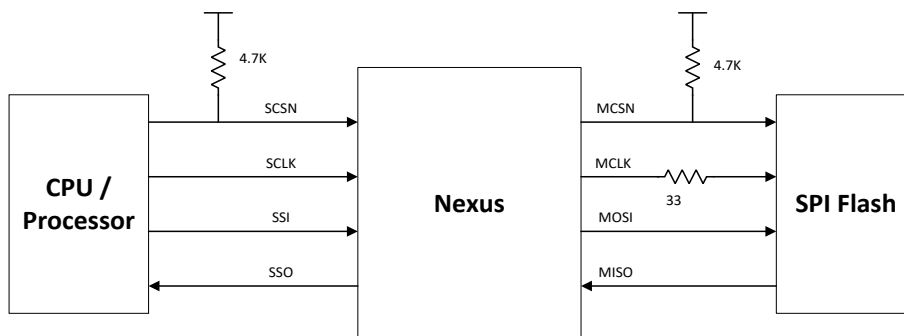 4.7K
4.7K
SCSN
MCSN
SCLK
MCLK
CPU /
Processor
Nexus
SPI Flash
33
SSI
MOSI
SSO
MISO